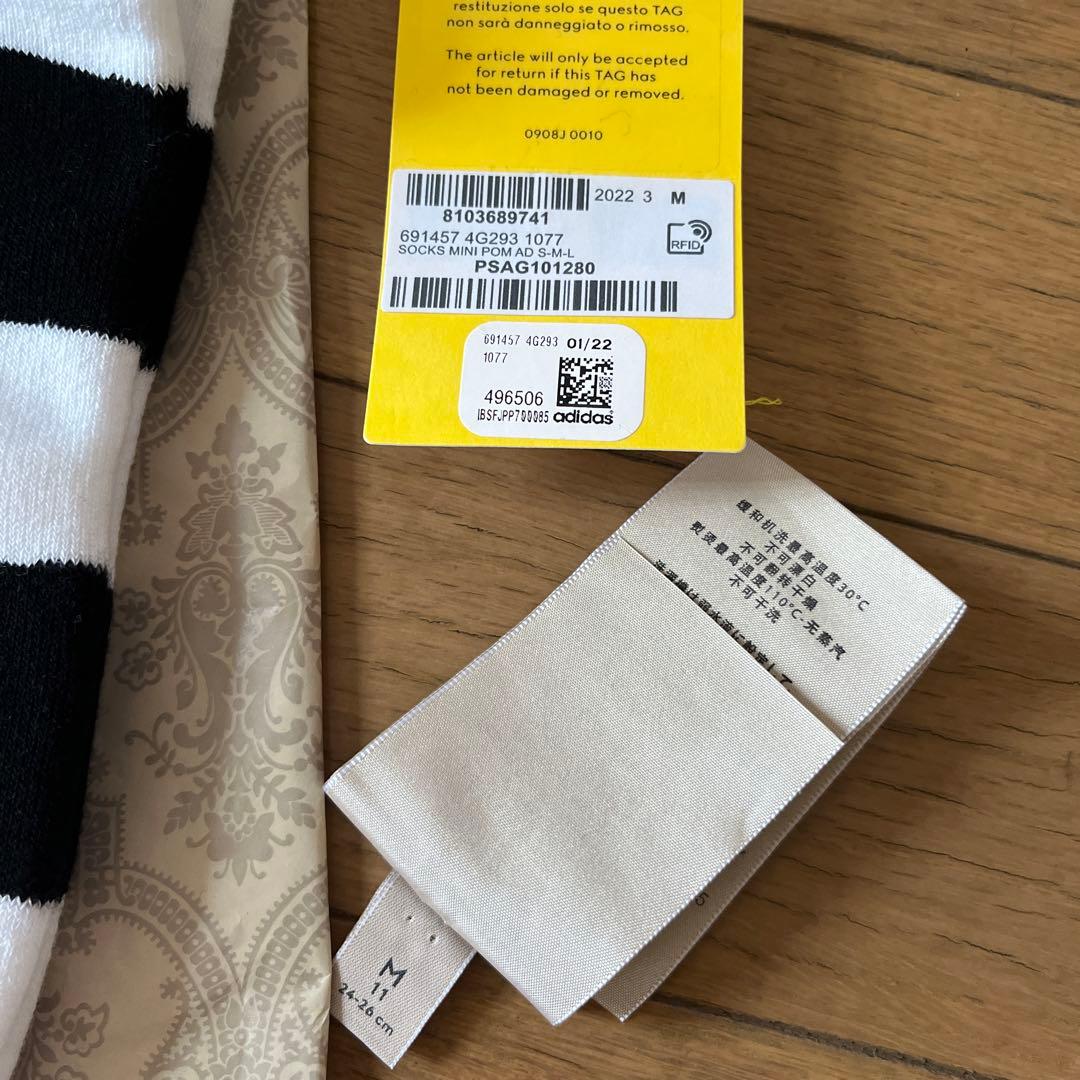 restituzione solo se questo TAG
non sarà danneggiato o rimosso.
The article will only be accepted
for return if this TAG has
not been damaged or removed.
0908J 0010
2022 3 M
8103689741
691457 4G293 1077
RFID
SOCKS MINI POM AD S-M-L
PSAG101280
691457 4G293 01/22
1077
496506
IBSFJPP700085 adidas
缓和机洗最高温度30°C
不可漂白
不可翻转干燥
熨烫最高温度110°C-无蒸汽
不可干洗
M
11
24-26 cm